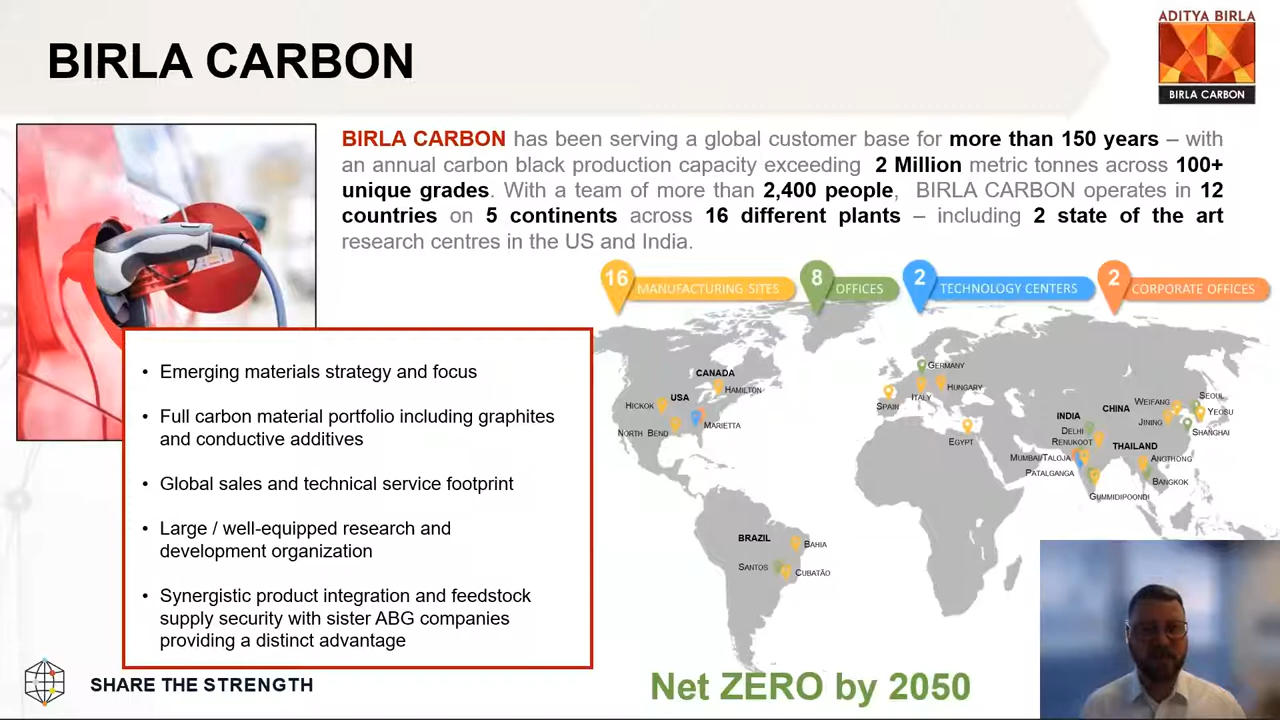 BIRLA CARBON
ADITYA BIRLA
BIRLA CARBON
BIRLA CARBON has been serving a global customer base for more than 150 years – with
an annual carbon black production capacity exceeding 2 Million metric tonnes across 100+
unique grades. With a team of more than 2,400 people, BIRLA CARBON operates in 12
countries on 5 continents across 16 different plants – including 2 state of the art
research centres in the US and India.
16 MANUFACTURING SITES
8 OFFICES
2 TECHNOLOGY CENTERS
2 CORPORATE OFFICES
• Emerging materials strategy and focus
• Full carbon material portfolio including graphites
and conductive additives
• Global sales and technical service footprint
• Large / well-equipped research and
development organization
• Synergistic product integration and feedstock
supply security with sister ABG companies
providing a distinct advantage
CANADA
HAMILTON
USA
HICKOK
NORTH BEND
MARIETTA
BRAZIL
BAHIA
SANTOS
CUBATÃO
GERMANY
HUNGARY
ITALY
SPAIN
EGYPT
INDIA
DELHI
RENUKOOT
MUMBAI/TALOJA
PATALGANGA
GUMMIDIPOONDI
CHINA
WEIFANG
JINING
SEOUL
YEOSU
SHANGHAI
THAILAND
ANGTHONG
BANGKOK
SHARE THE STRENGTH
Net ZERO by 2050